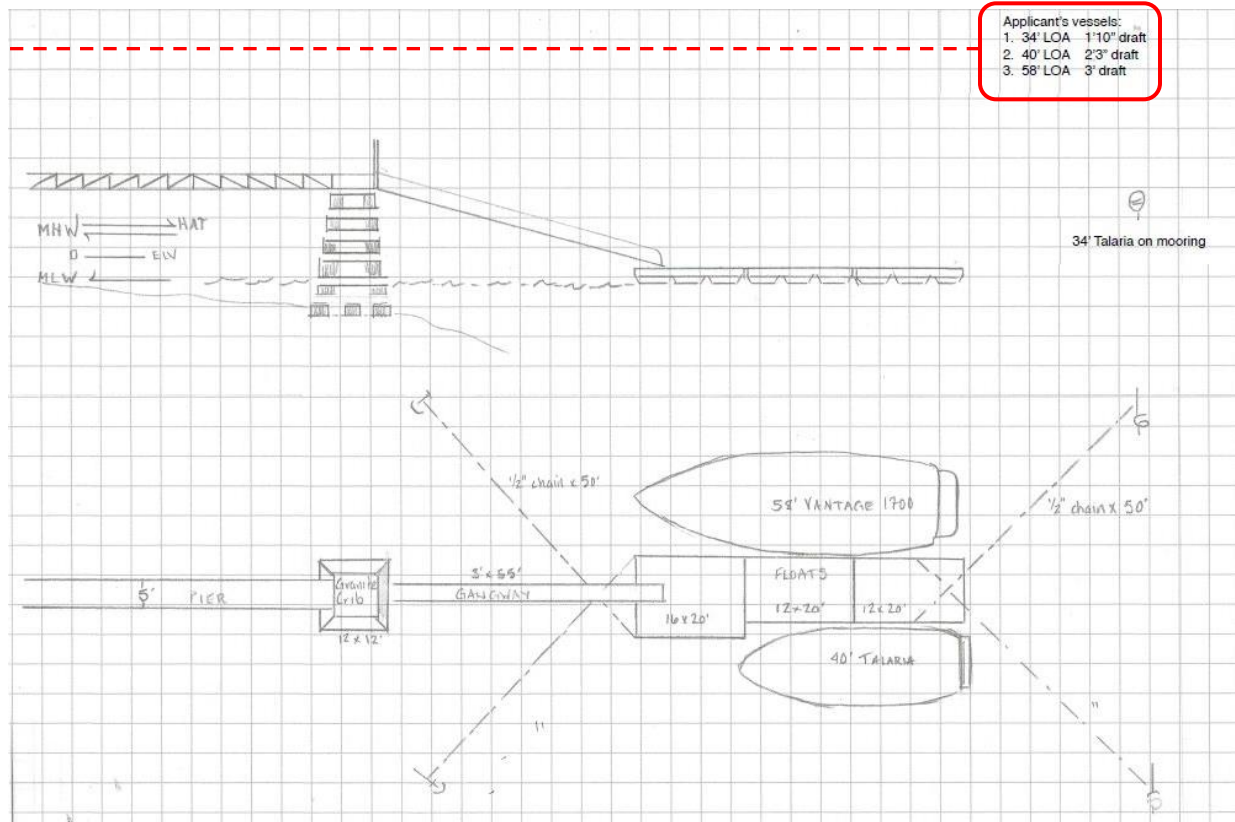 Applicant's vessels:
1. 34' LOA 1'10" draft
2. 40' LOA 2'3" draft
3. 58' LOA 3' draft
MHW HAT
0 ELV
MLW
34' Talaria on mooring
1/2" chain x 50'
58' VANTAGE 1700
1/2" chain x 50'
5' PIER
Granite
Crib
12 x 12'
3' x 55'
GANGWAY
16 x 20'
FLOATS
12 x 20'
12 x 20'
40' TALARIA
"
"